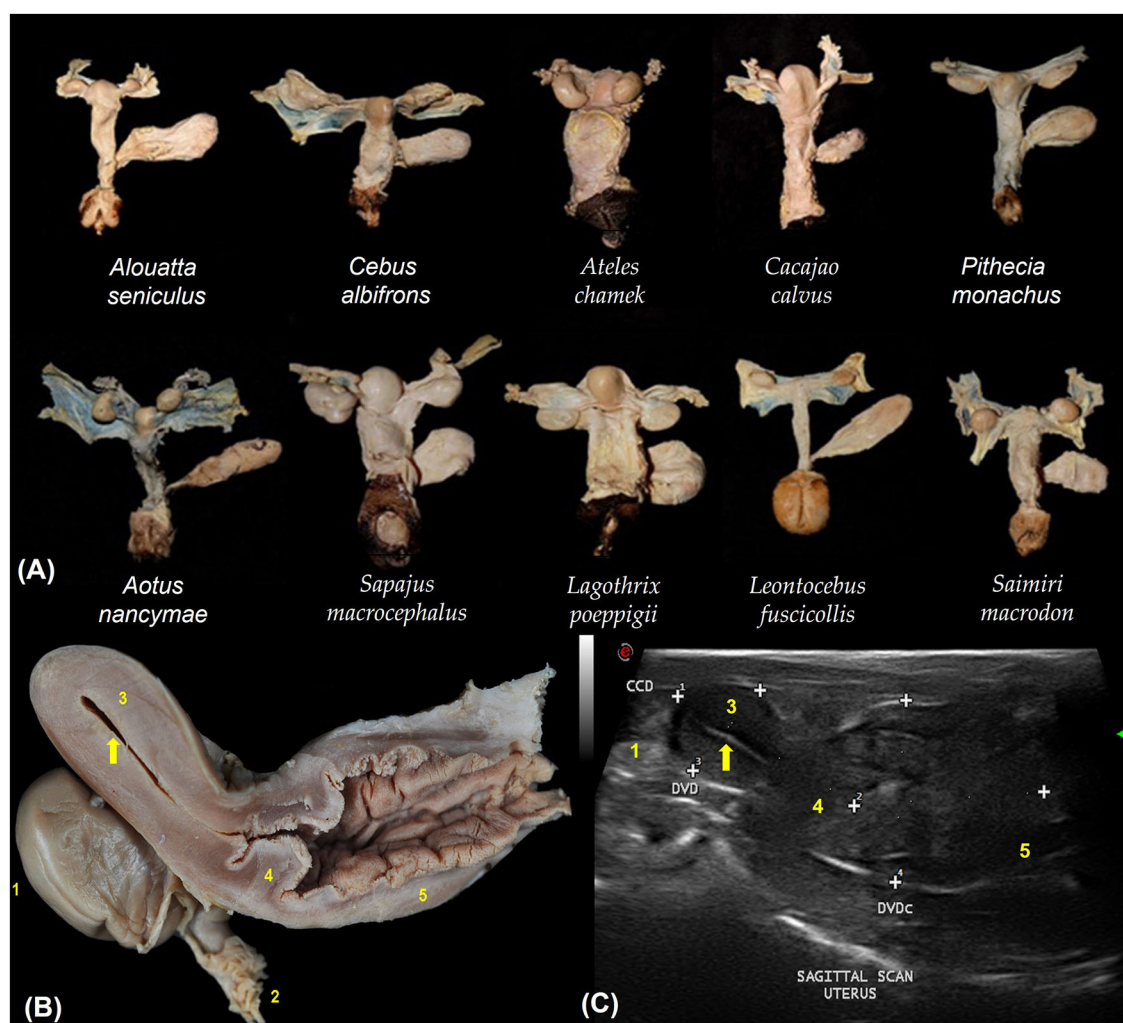 Alouatta
seniculus
Cebus
albifrons
Ateles
chamek
Cacajao
calvus
Pithecia
monachus
(A)
Aotus
nancymae
Sapajus
macrocephalus
Lagothrix
poeppigii
Leontocebus
fuscicollis
Saimiri
macrodon
3
1
4
5
2
(B)
e
CCD
1
3
1
3
DVD
4
2
5
4
DVDc
SAGITTAL SCAN
UTERUS
(C)